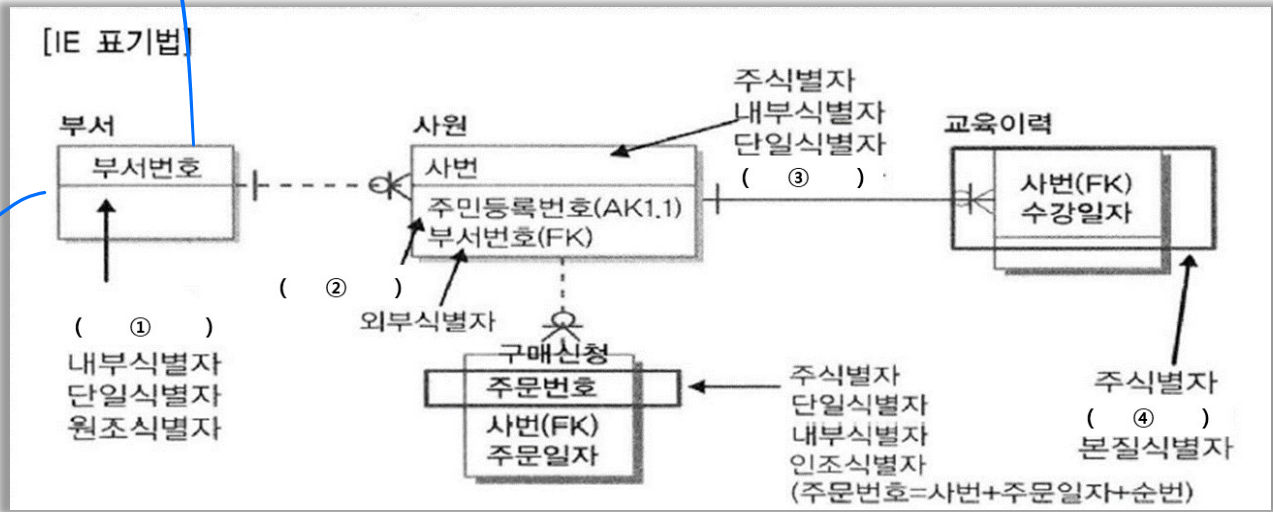 [IE 표기법]
부서
부서번호
( ① )
내부식별자
단일식별자
원조식별자
사원
사번
주민등록번호(AK1.1)
부서번호(FK)
( ② )
외부식별자
주식별자
내부식별자
단일식별자
( ③ )
교육이력
사번(FK)
수강일자
주식별자
( ④ )
본질식별자
구매신청
주문번호
사번(FK)
주문일자
주식별자
단일식별자
내부식별자
인조식별자
(주문번호=사번+주문일자+순번)